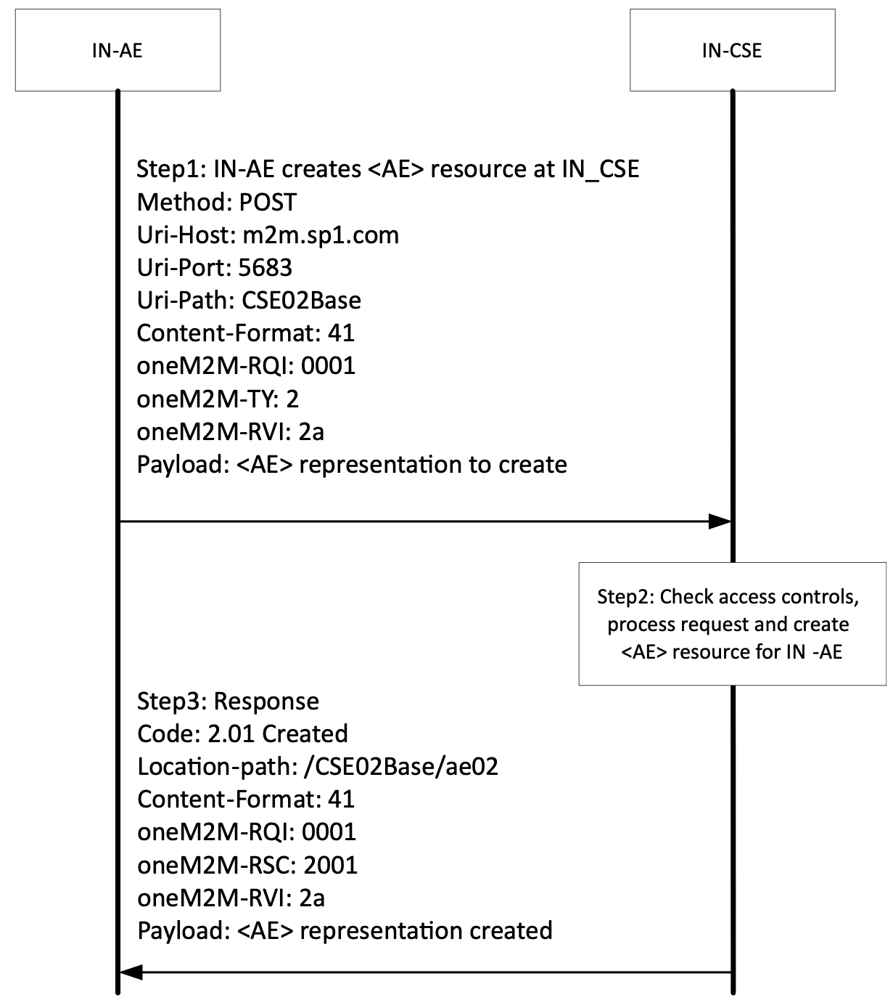 IN-AE
IN-CSE
Step1: IN-AE creates <AE> resource at IN_CSE
Method: POST
Uri-Host: m2m.sp1.com
Uri-Port: 5683
Uri-Path: CSE02Base
Content-Format: 41
oneM2M-RQI: 0001
oneM2M-TY: 2
oneM2M-RVI: 2a
Payload: <AE> representation to create
Step2: Check access controls,
process request and create
<AE> resource for IN -AE
Step3: Response
Code: 2.01 Created
Location-path: /CSE02Base/ae02
Content-Format: 41
oneM2M-RQI: 0001
oneM2M-RSC: 2001
oneM2M-RVI: 2a
Payload: <AE> representation created